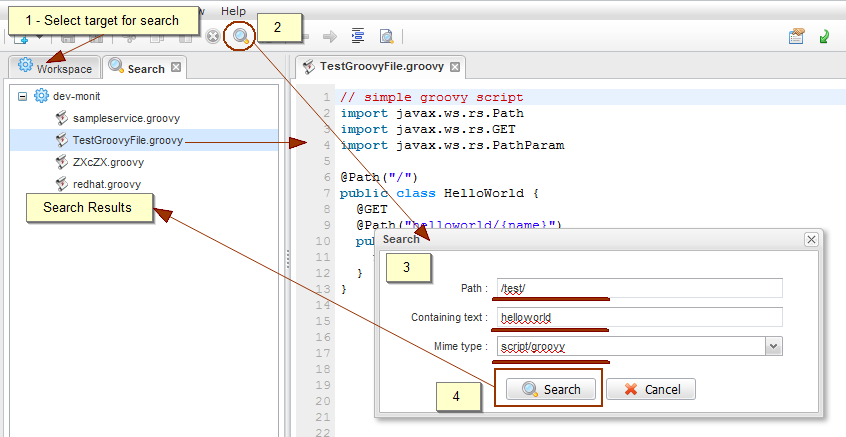 1 - Select target for search
Help
2
Workspace
Search
TestGroovyFile.groovy
dev-monit
sampleservice.groovy
TestGroovyFile.groovy
ZXcZX.groovy
redhat.groovy
Search Results
1 // simple groovy script
2 import javax.ws.rs.Path
3 import javax.ws.rs.GET
4 import javax.ws.rs.PathParam
5
6 @Path("/")
7 public class HelloWorld {
8 @GET
9 @Path("helloworld/{name}")
10
11
12 }
13 }
14
15
16
17
18
19
20
21
22
Search
3
Path :
/test/
Containing text :
helloworld
Mime type :
script/groovy
4
Search
Cancel